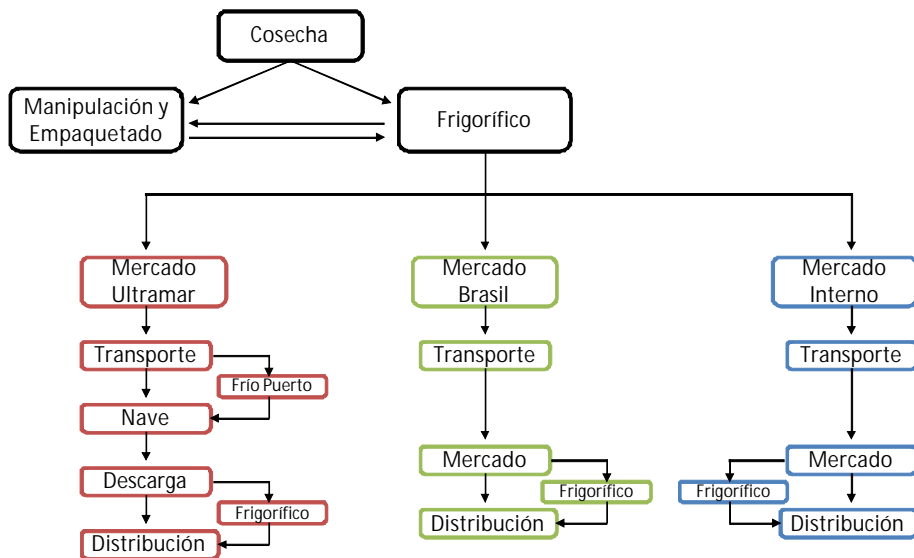 Cosecha
Manipulación y
Empaquetado
Frigorífico
Mercado
Ultramar
Mercado
Brasil
Mercado
Interno
Transporte
Frío Puerto
Nave
Descarga
Frigorífico
Distribución
Transporte
Mercado
Frigorífico
Distribución
Transporte
Mercado
Frigorífico
Distribución